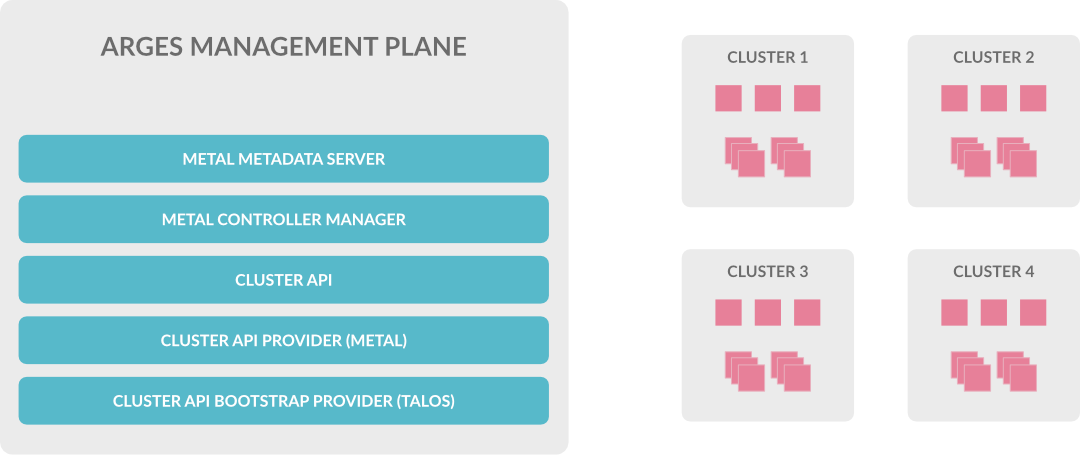 ARGES MANAGEMENT PLANE
METAL METADATA SERVER
METAL CONTROLLER MANAGER
CLUSTER API
CLUSTER API PROVIDER (METAL)
CLUSTER API BOOTSTRAP PROVIDER (TALOS)
CLUSTER 1
CLUSTER 2
CLUSTER 3
CLUSTER 4